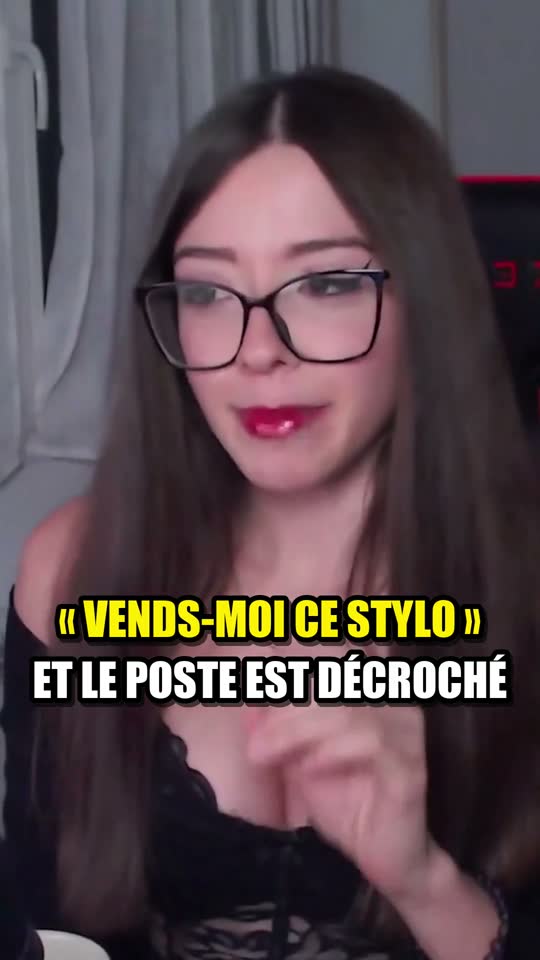 « VENDS-MOI CE STYLO »
ET LE POSTE EST DÉCROCHÉ